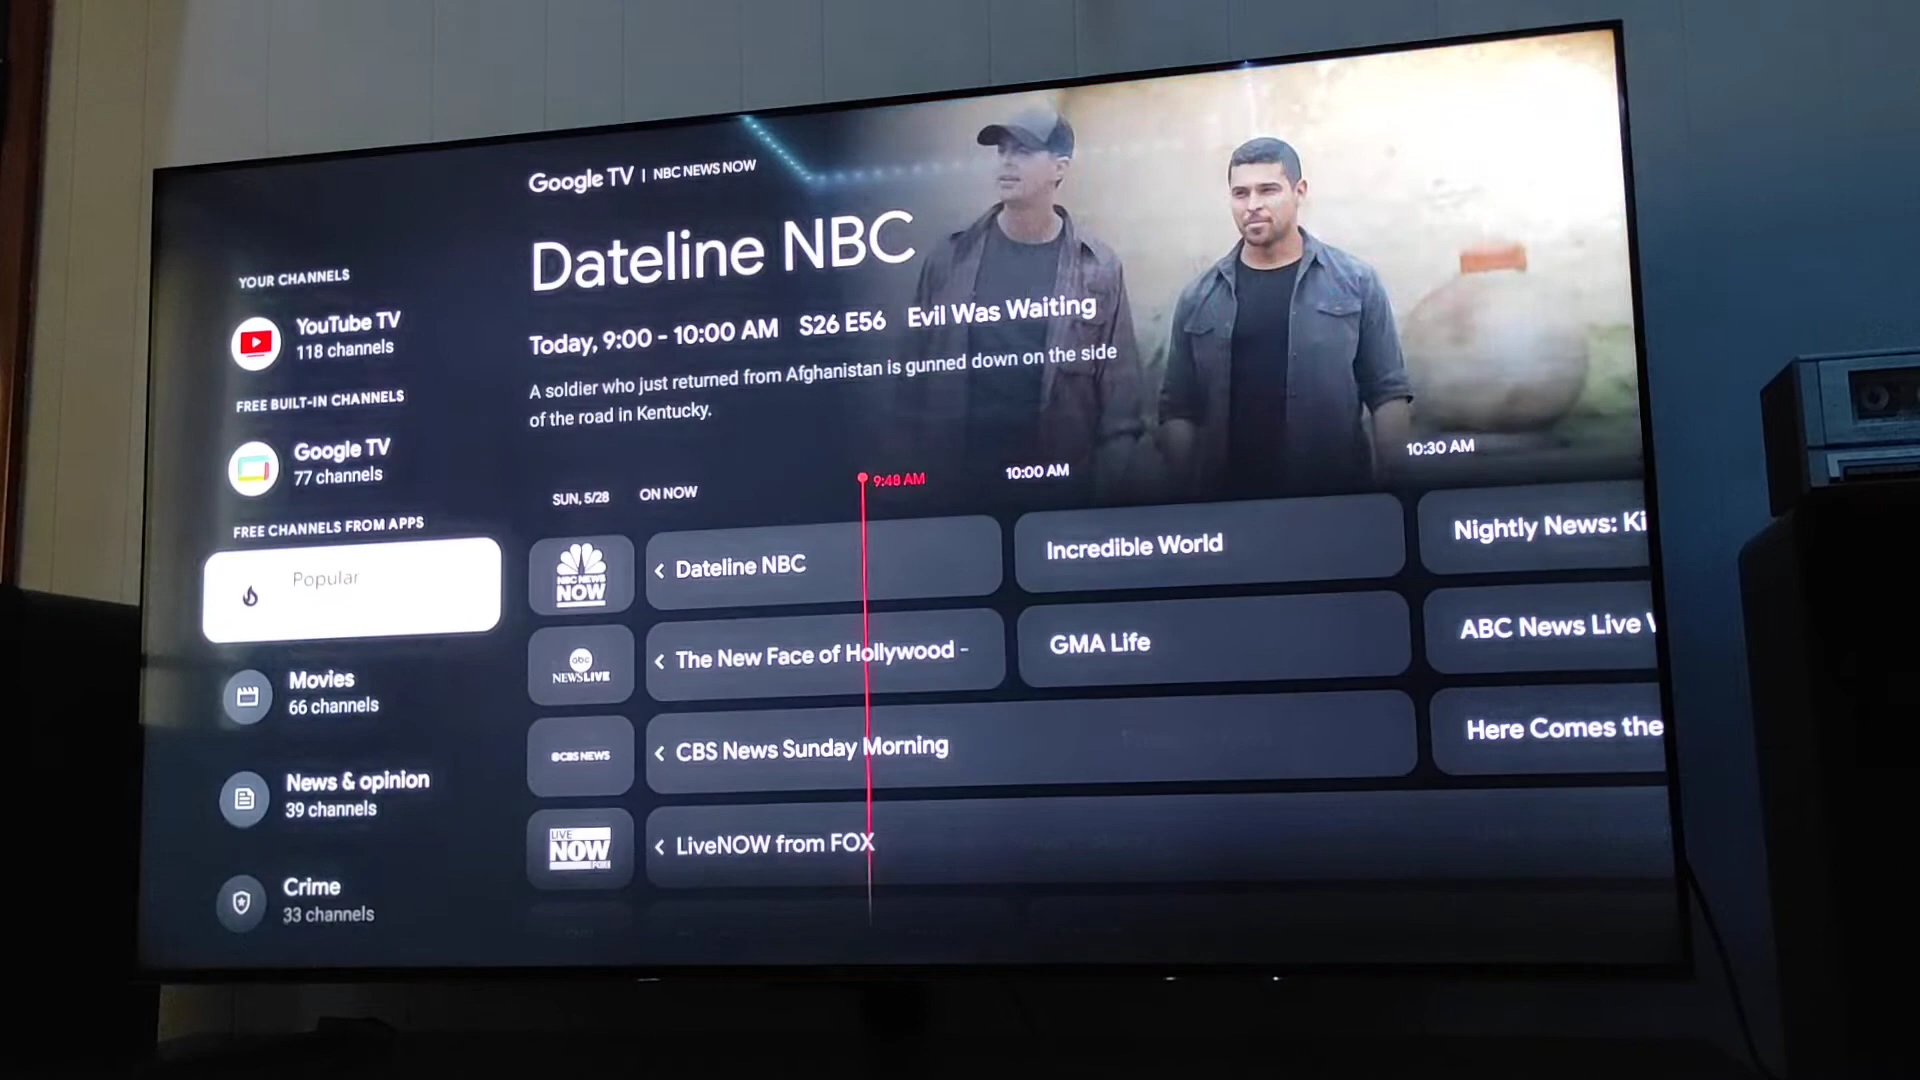 Google TV | NBC NEWS NOW
Dateline NBC
Today, 9:00 - 10:00 AM S26 E56 Evil Was Waiting
A soldier who just returned from Afghanistan is gunned down on the side
of the road in Kentucky.
YOUR CHANNELS
YouTube TV
118 channels
FREE BUILT-IN CHANNELS
Google TV
77 channels
FREE CHANNELS FROM APPS
Popular
Movies
66 channels
News & opinion
39 channels
Crime
33 channels
SUN, 5/28 ON NOW 9:48 AM 10:00 AM 10:30 AM
NBC NEWS
NOW
< Dateline NBC
Incredible World
Nightly News: Ki
abc
NEWS LIVE
< The New Face of Hollywood -
GMA Life
ABC News Live
CBS NEWS
< CBS News Sunday Morning
Here Comes the
LIVE
NOW
FOX
< LiveNOW from FOX